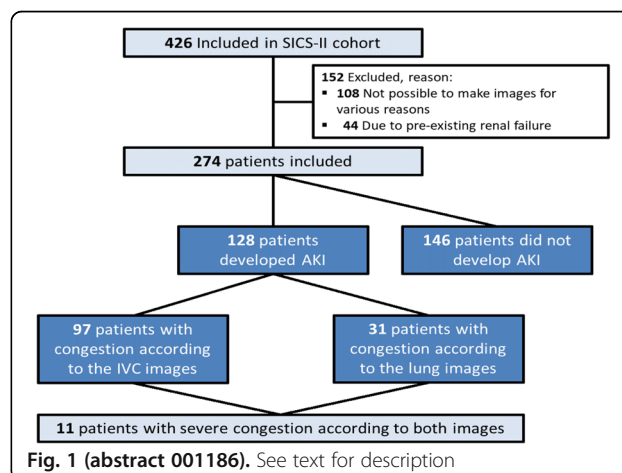 426 Included in SICS-II cohort
152 Excluded, reason:
▪ 108 Not possible to make images for
various reasons
▪ 44 Due to pre-existing renal failure
274 patients included
128 patients
developed AKI
146 patients did not
develop AKI
97 patients with
congestion according
to the IVC images
31 patients with
congestion according
to the lung images
11 patients with severe congestion according to both images
Fig. 1 (abstract 001186). See text for description